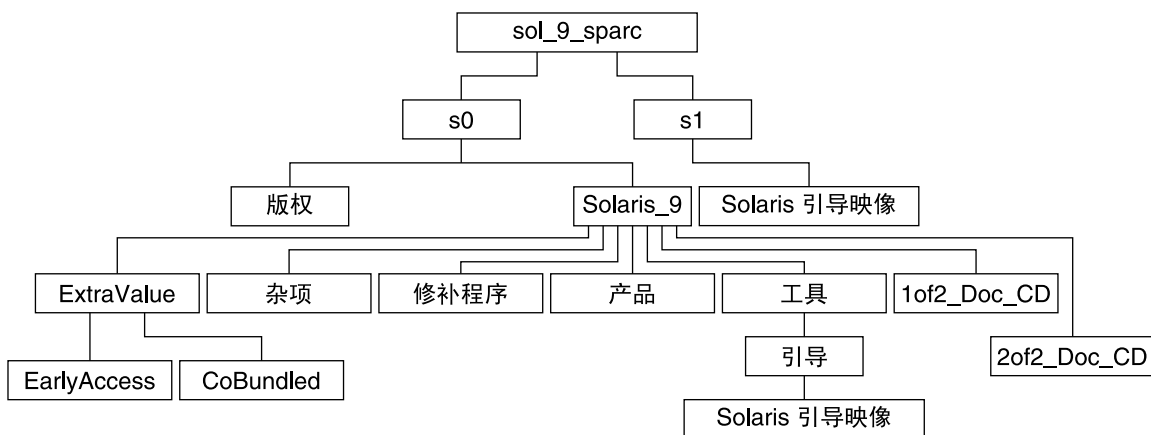 sol_9_sparc
s0
s1
版权
Solaris_9
Solaris 引导映像
ExtraValue
杂项
修补程序
产品
工具
1of2_Doc_CD
EarlyAccess
CoBundled
引导
2of2_Doc_CD
Solaris 引导映像